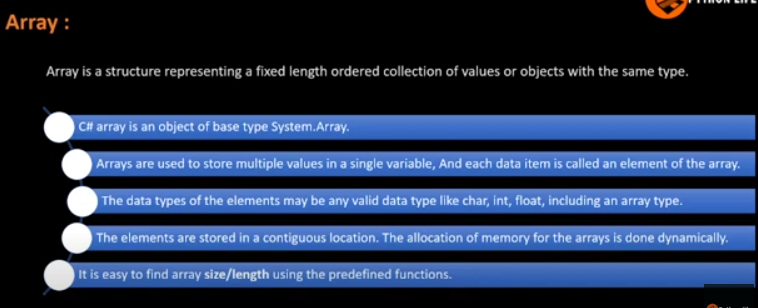 PYTHON LIFE
Array :
Array is a structure representing a fixed length ordered collection of values or objects with the same type.
C# array is an object of base type System.Array.
Arrays are used to store multiple values in a single variable, And each data item is called an element of the array.
The data types of the elements may be any valid data type like char, int, float, including an array type.
The elements are stored in a contiguous location. The allocation of memory for the arrays is done dynamically.
It is easy to find array size/length using the predefined functions.